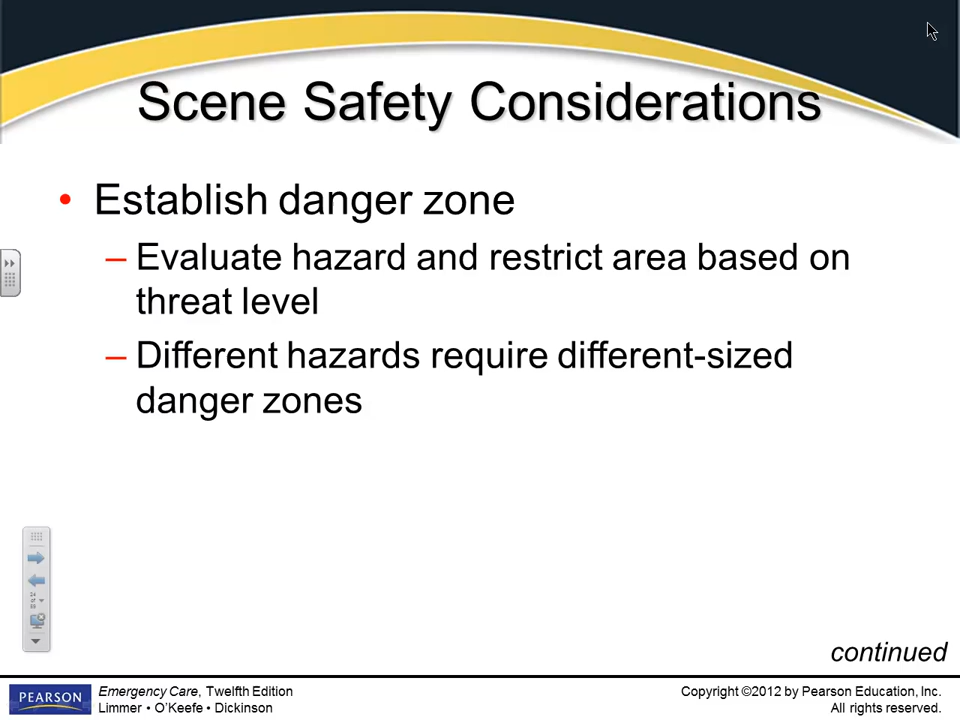 Scene Safety Considerations
• Establish danger zone
– Evaluate hazard and restrict area based on
threat level
– Different hazards require different-sized
danger zones
continued
PEARSON
Emergency Care, Twelfth Edition
Limmer • O’Keefe • Dickinson
Copyright ©2012 by Pearson Education, Inc.
All rights reserved.